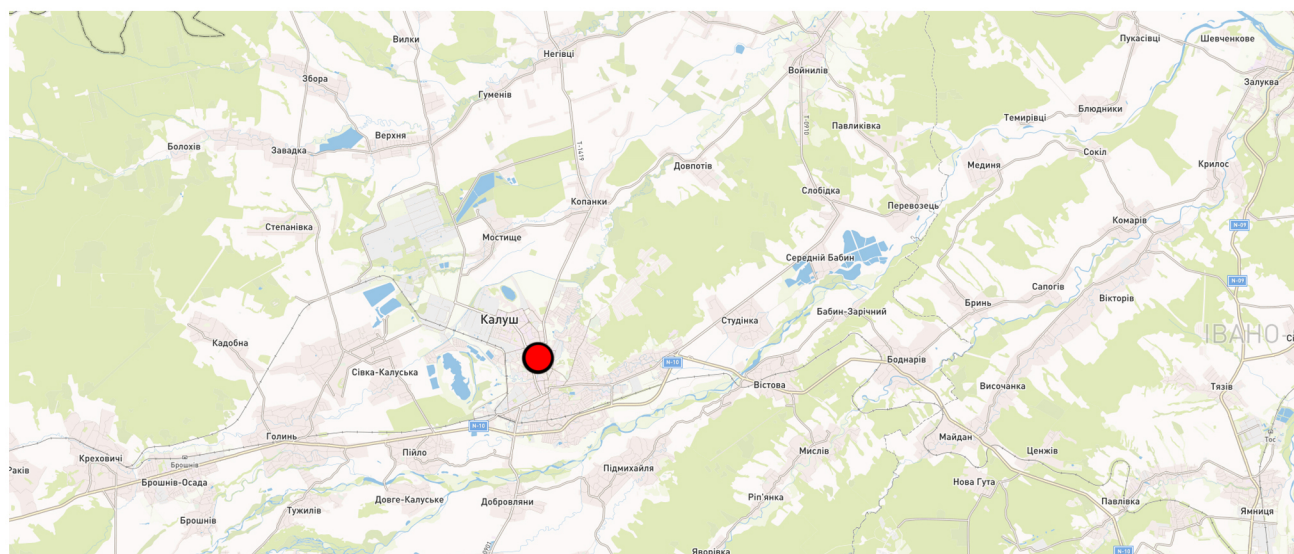 Шевченкове
Пукасівці
Вилки
Негівці
Войнилів
Збора
Залуква
Гуменів
Блюдники
Темирівці
Т-0910
Павликівка
Верхня
Болохів
Завадка
Т-1419
Сокіл
Довпотів
Мединя
Крилос
Слобідка
Копанки
Перевозець
Степанівка
Комарів
Н-09
Мостище
Середній Бабин
Н-09
Сапогів
Вікторів
Бринь
Бабин-Зарічний
Калуш
Студінка
ІВАНО
Кадобна
Боднарів
Н-10
Сівка-Калуська
Вістова
Височанка
Тязів
Н-10
Голинь
Майдан
Тос
Пійло
Мислів
Ценжів
Креховичі
Брошнів
Раків
Підмихайля
Брошнів-Осада
Нова Гута
Ріп'янка
Довге-Калуське
Добровляни
Павлівка
Тужилів
Ямниця
Брошнів
Н-10
Яворівка